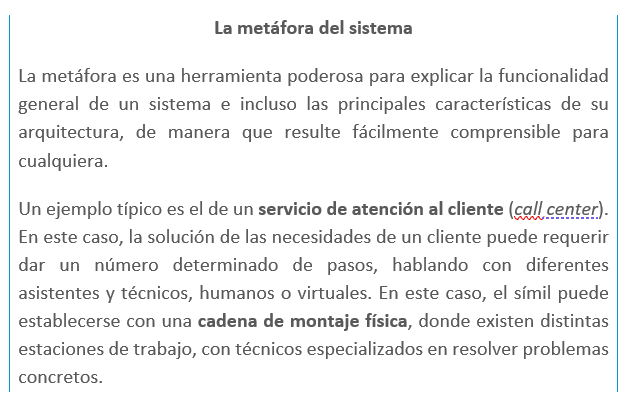 La metáfora del sistema
La metáfora es una herramienta poderosa para explicar la funcionalidad
general de un sistema e incluso las principales características de su
arquitectura, de manera que resulte fácilmente comprensible para
cualquiera.
Un ejemplo típico es el de un servicio de atención al cliente (call center).
En este caso, la solución de las necesidades de un cliente puede requerir
dar un número determinado de pasos, hablando con diferentes
asistentes y técnicos, humanos o virtuales. En este caso, el símil puede
establecerse con una cadena de montaje física, donde existen distintas
estaciones de trabajo, con técnicos especializados en resolver problemas
concretos.